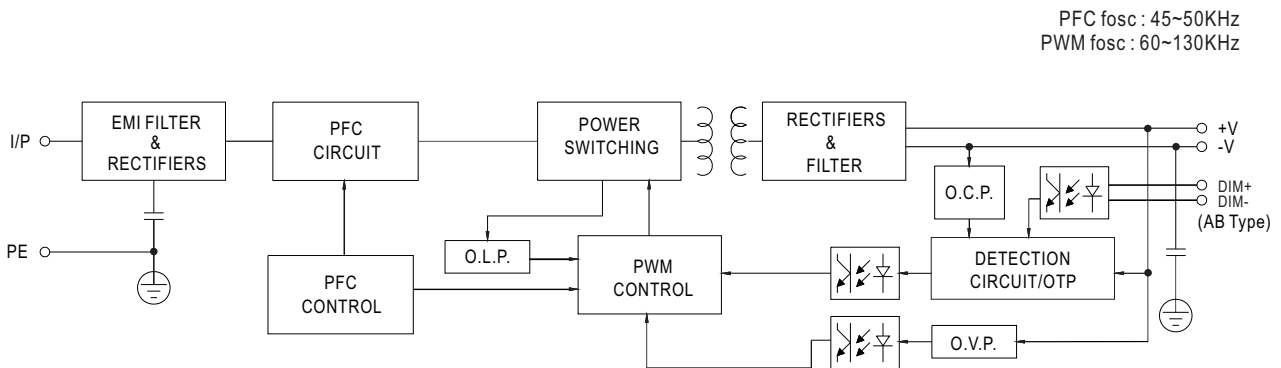 PFC fosc : 45~50KHz
PWM fosc : 60~130KHz
I/P
EMI FILTER
&
RECTIFIERS
PFC
CIRCUIT
POWER
SWITCHING
RECTIFIERS
&
FILTER
+V
-V
O.C.P.
DIM+
DIM-
(AB Type)
PE
O.L.P.
PFC
CONTROL
PWM
CONTROL
DETECTION
CIRCUIT/OTP
O.V.P.